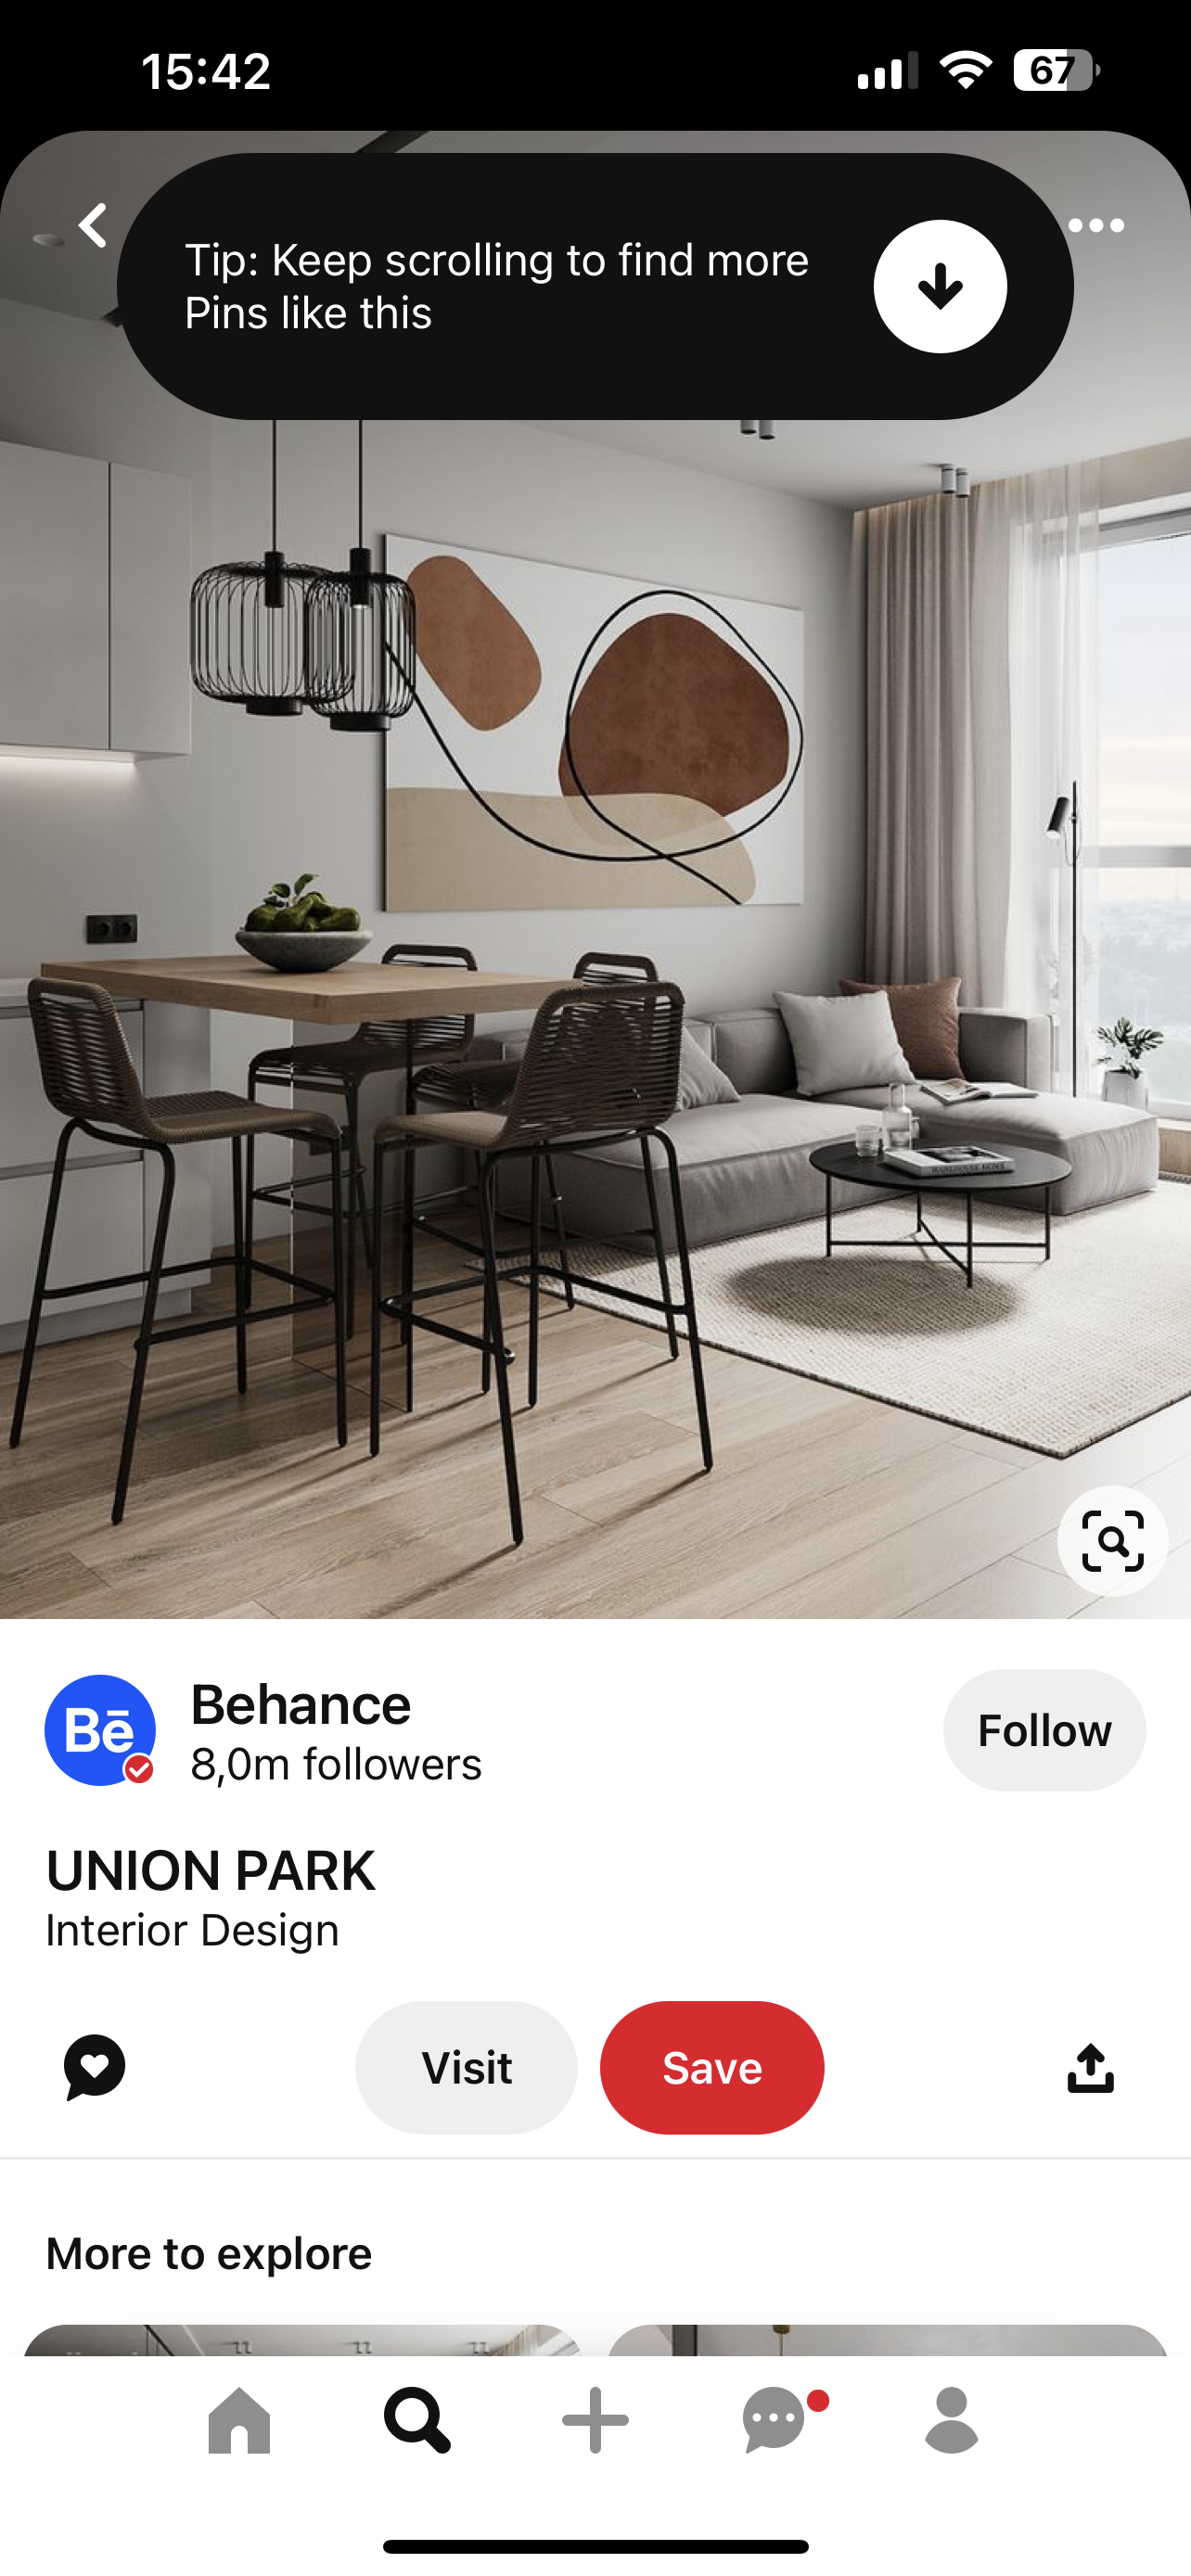 15:42
67
Tip: Keep scrolling to find more
Pins like this
Bē
Behance
8,0m followers
Follow
UNION PARK
Interior Design
Visit
Save
More to explore